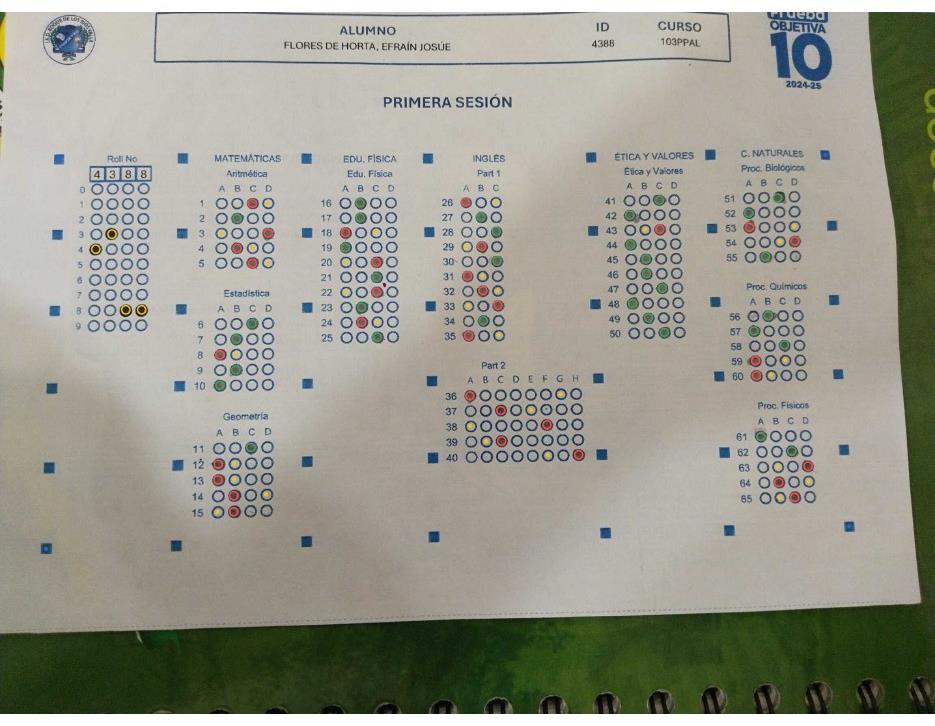 Prueba
ALUMNO ID CURSO
OBJETIVA
FLORES DE HORTA, EFRAÍN JOSÚE 4388 103PPAL
10
2024-25
PRIMERA SESIÓN
Roll No MATEMÁTICAS EDU. FÍSICA INGLÉS ÉTICA Y VALORES C. NATURALES
4 3 8 8 Aritmética Edu. Física Part 1 Ética y Valores Proc. Biológicos
A B C D A B C D A B C A B C D A B C D
0
1 1 16 26 41 51
2 2 17 27 42 52
3 3 18 28 43 53
4 4 19 29 44 54
5 5 20 30 45 55
6 21 31 46
7 Estadística 22 32 47 Proc. Químicos
8 A B C D 23 33 48 A B C D
9 6 24 34 49 56
7 25 35 50 57
8 58
9 Part 2 59
10 A B C D E F G H 60
36
37
Geometría 38 Proc. Físicos
A B C D 39 A B C D
11 40 61
12 62
13 63
14 64
15 65